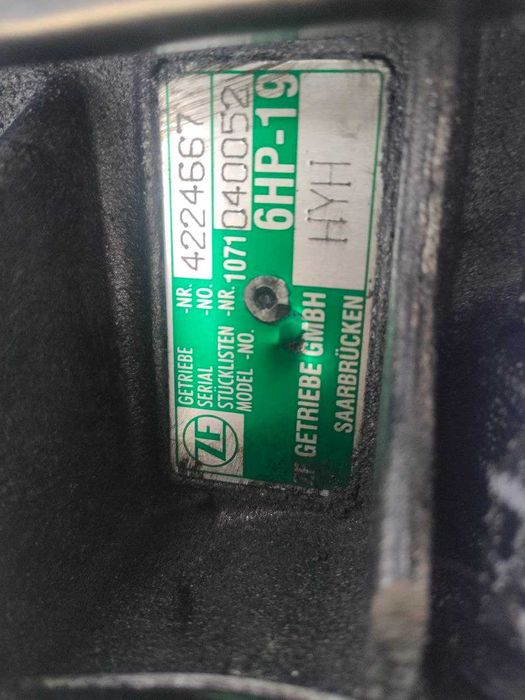 ZF
GETRIEBE -NR.
SERIAL -NO. 4224667
STÜCKLISTEN -NR. 1071 040052
MODEL -NO. 6HP-19
HYH
ZF GETRIEBE GMBH
SAARBRÜCKEN